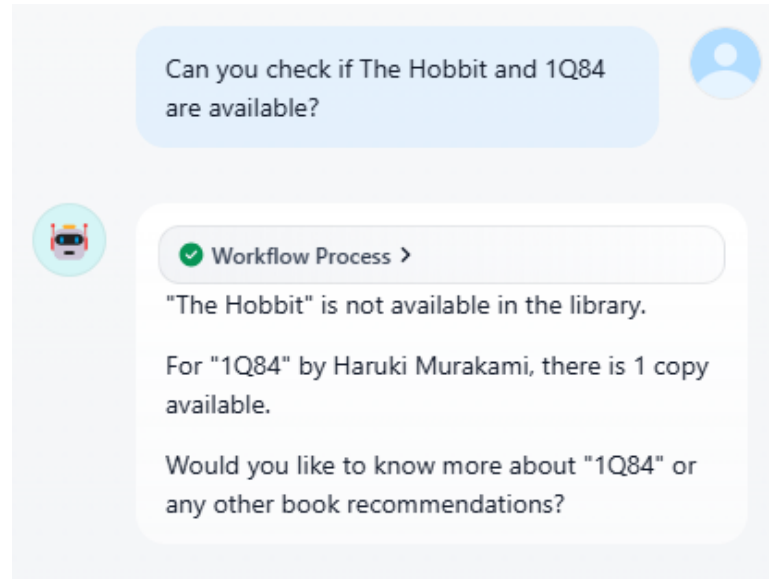 Can you check if The Hobbit and 1Q84
are available?
Workflow Process
"The Hobbit" is not available in the library.
For "1Q84" by Haruki Murakami, there is 1 copy
available.
Would you like to know more about "1Q84" or
any other book recommendations?